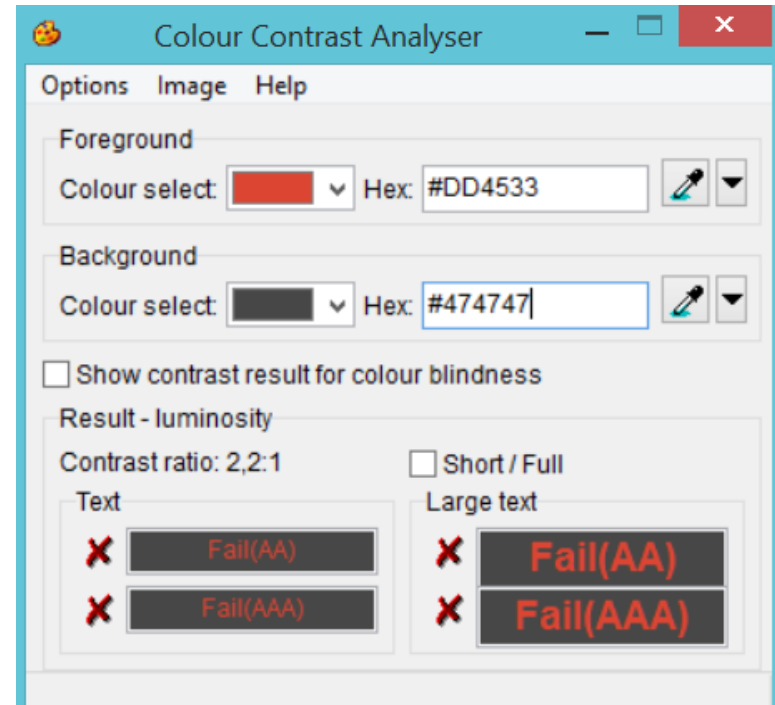 Colour Contrast Analyser
Options Image Help
Foreground
Colour select: Hex: #DD4533
Background
Colour select: Hex: #474747
Show contrast result for colour blindness
Result - luminosity
Contrast ratio: 2,2:1
Short / Full
Text
Fail(AA)
Fail(AAA)
Large text
Fail(AA)
Fail(AAA)